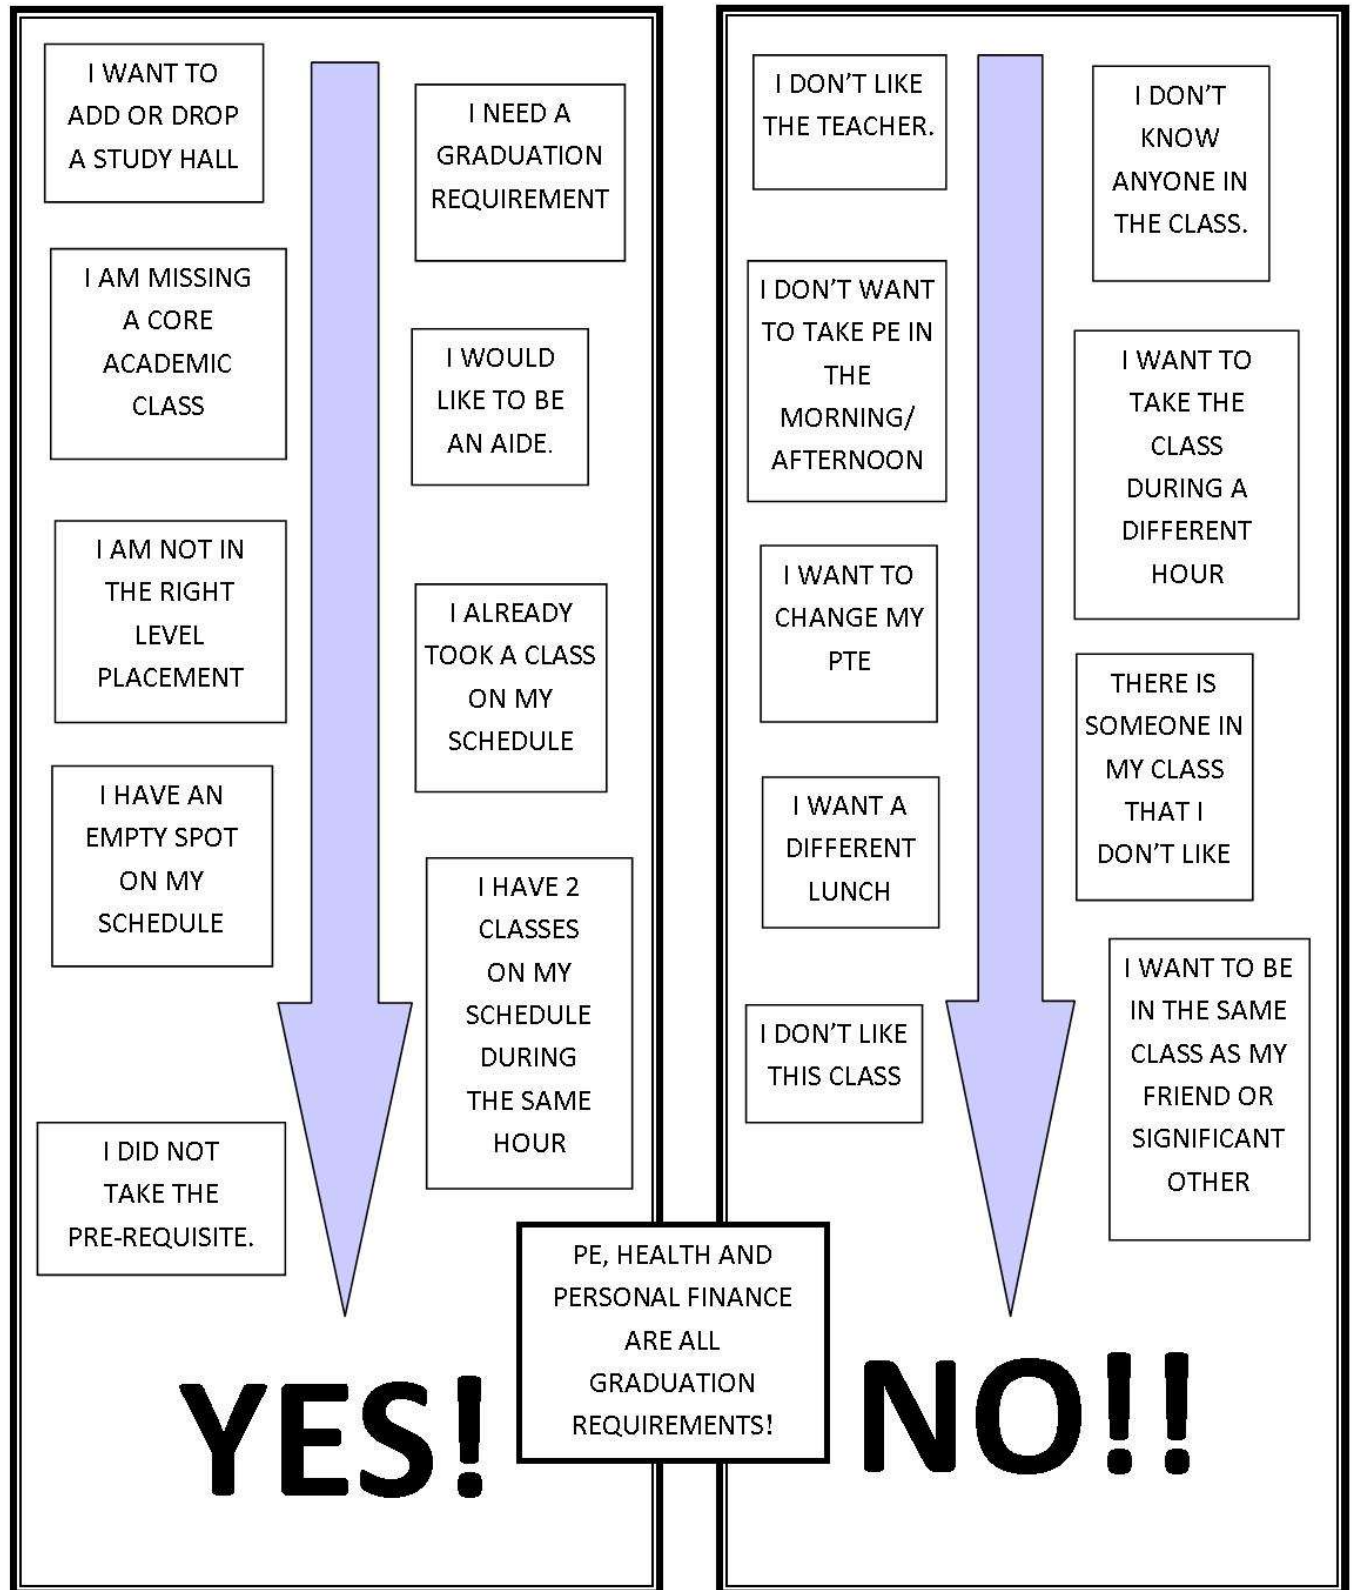 I WANT TO
ADD OR DROP
A STUDY HALL
I NEED A
GRADUATION
REQUIREMENT
I AM MISSING
A CORE
ACADEMIC
CLASS
I WOULD
LIKE TO BE
AN AIDE.
I AM NOT IN
THE RIGHT
LEVEL
PLACEMENT
I ALREADY
TOOK A CLASS
ON MY
SCHEDULE
I HAVE AN
EMPTY SPOT
ON MY
SCHEDULE
I HAVE 2
CLASSES
ON MY
SCHEDULE
DURING
THE SAME
HOUR
I DID NOT
TAKE THE
PRE-REQUISITE.
YES!
PE, HEALTH AND
PERSONAL FINANCE
ARE ALL
GRADUATION
REQUIREMENTS!
I DON'T LIKE
THE TEACHER.
I DON'T
KNOW
ANYONE IN
THE CLASS.
I DON'T WANT
TO TAKE PE IN
THE
MORNING/
AFTERNOON
I WANT TO
TAKE THE
CLASS
DURING A
DIFFERENT
HOUR
I WANT TO
CHANGE MY
PTE
THERE IS
SOMEONE IN
MY CLASS
THAT I
DON'T LIKE
I WANT A
DIFFERENT
LUNCH
I WANT TO BE
IN THE SAME
CLASS AS MY
FRIEND OR
SIGNIFICANT
OTHER
I DON'T LIKE
THIS CLASS
NO!!